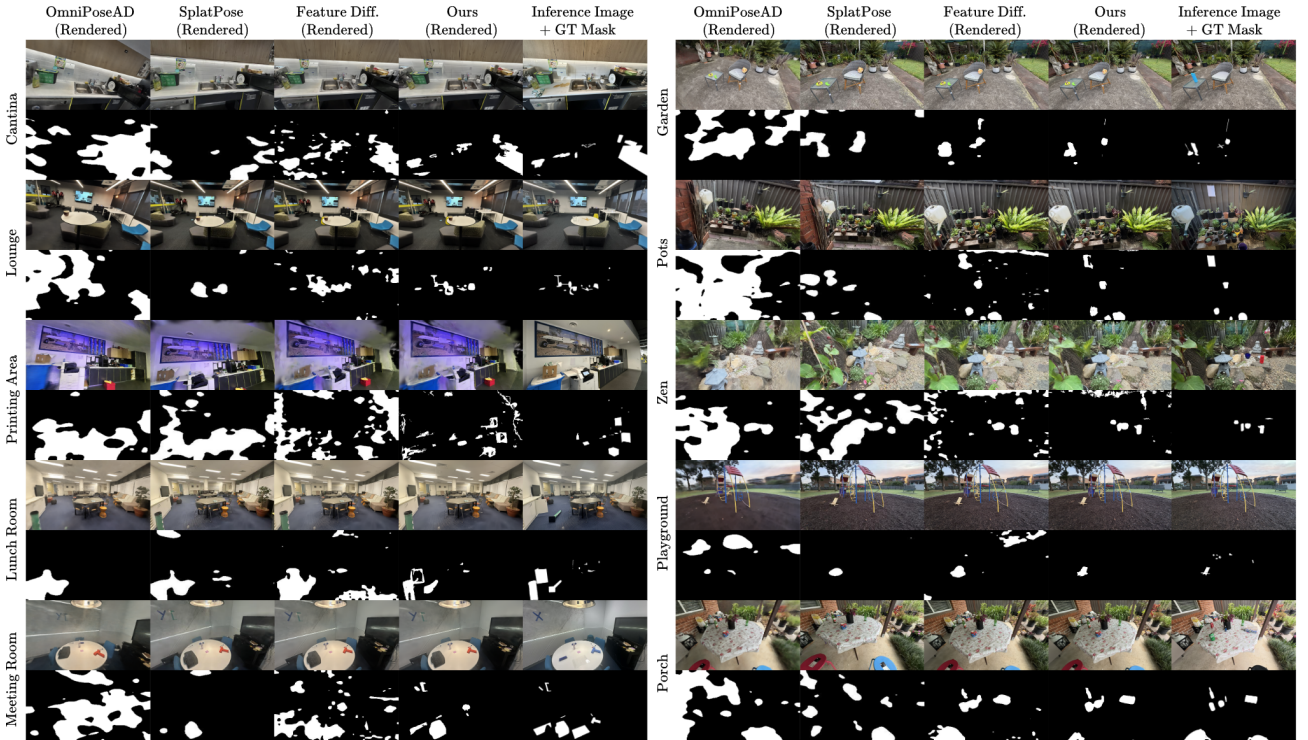 OmniPoseAD
(Rendered)
SplatPose
(Rendered)
Feature Diff.
(Rendered)
Ours
(Rendered)
Inference Image
+ GT Mask
Cantina
Lounge
Printing Area
Lunch Room
Meeting Room
OmniPoseAD
(Rendered)
SplatPose
(Rendered)
Feature Diff.
(Rendered)
Ours
(Rendered)
Inference Image
+ GT Mask
Garden
Pots
Zen
Playground
Porch